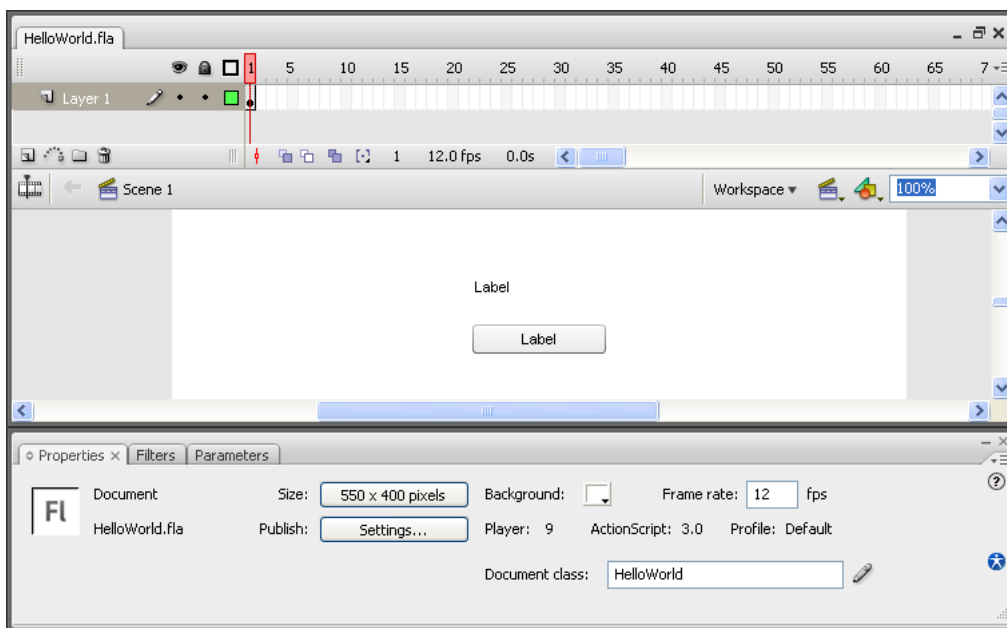 HelloWorld.fla
1 5 10 15 20 25 30 35 40 45 50 55 60 65 7
Layer 1
1 12.0 fps 0.0s
Scene 1 Workspace 100%
Label
Label
Properties Filters Parameters
Fl Document Size: 550 x 400 pixels Background: Frame rate: 12 fps
HelloWorld.fla Publish: Settings... Player: 9 ActionScript: 3.0 Profile: Default
Document class: HelloWorld